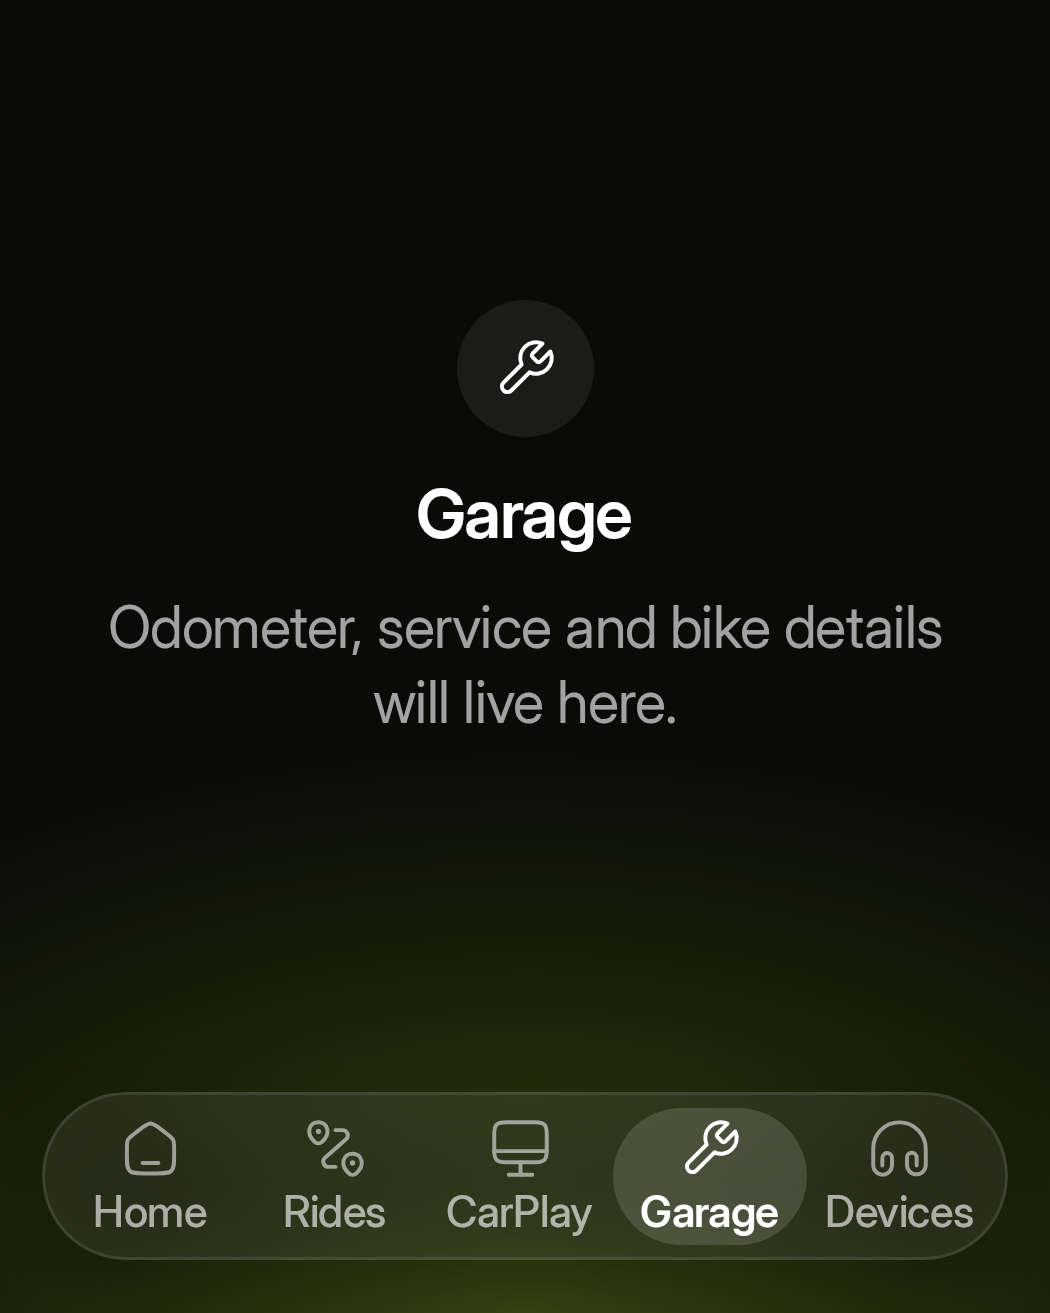 Garage
Odometer, service and bike details
will live here.
Home
Rides
CarPlay
Garage
Devices